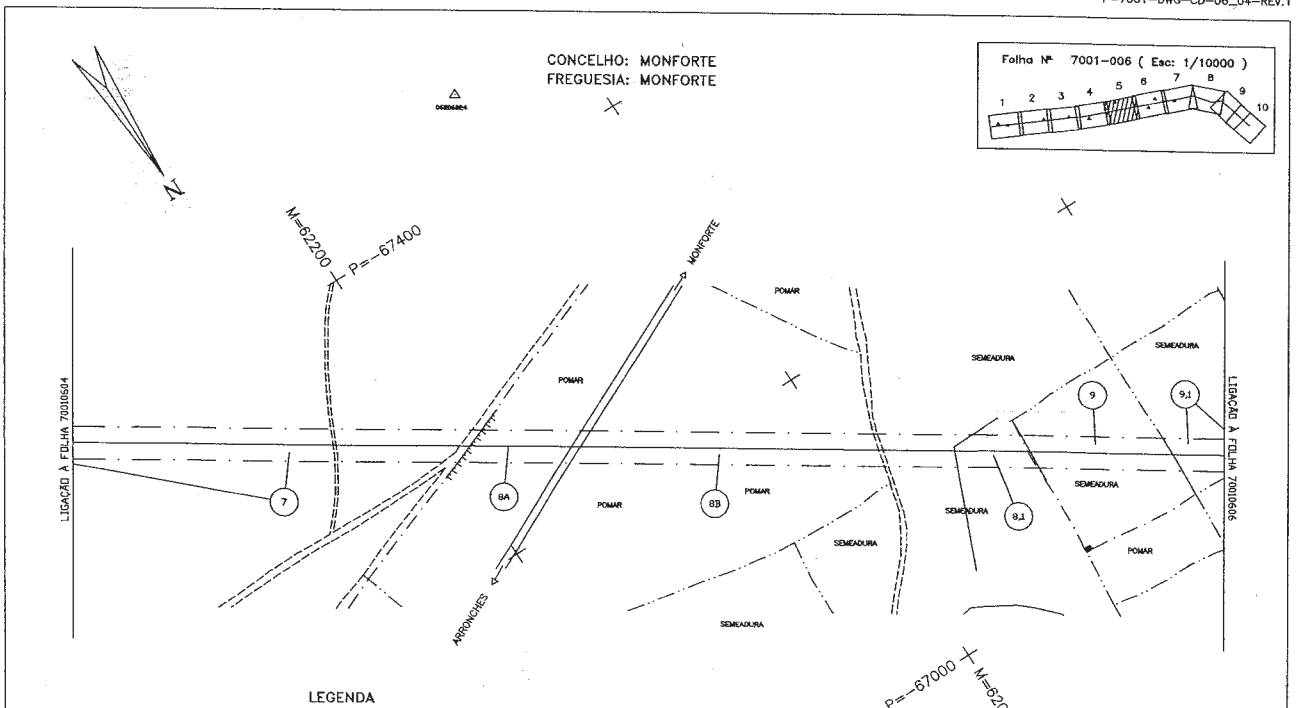 CONCELHO: MONFORTE
FREGUESIA: MONFORTE
Folha Nº 7001-006 ( Esc: 1/10000 )
1 2 3 4 5 6 7 8 9 10
N
M=62200
P=-67400
MONFORTE
POMAR
SEMEADURA
SEMEADURA
POMAR
LIGAÇÃO À FOLHA 70010604
9
9,1
LIGAÇÃO À FOLHA 70010606
7
8A
POMAR
8B
POMAR
SEMEADURA
SEMEADURA
8,1
SEMEADURA
POMAR
ARRONCHES
SEMEADURA
LEGENDA
P=-67000